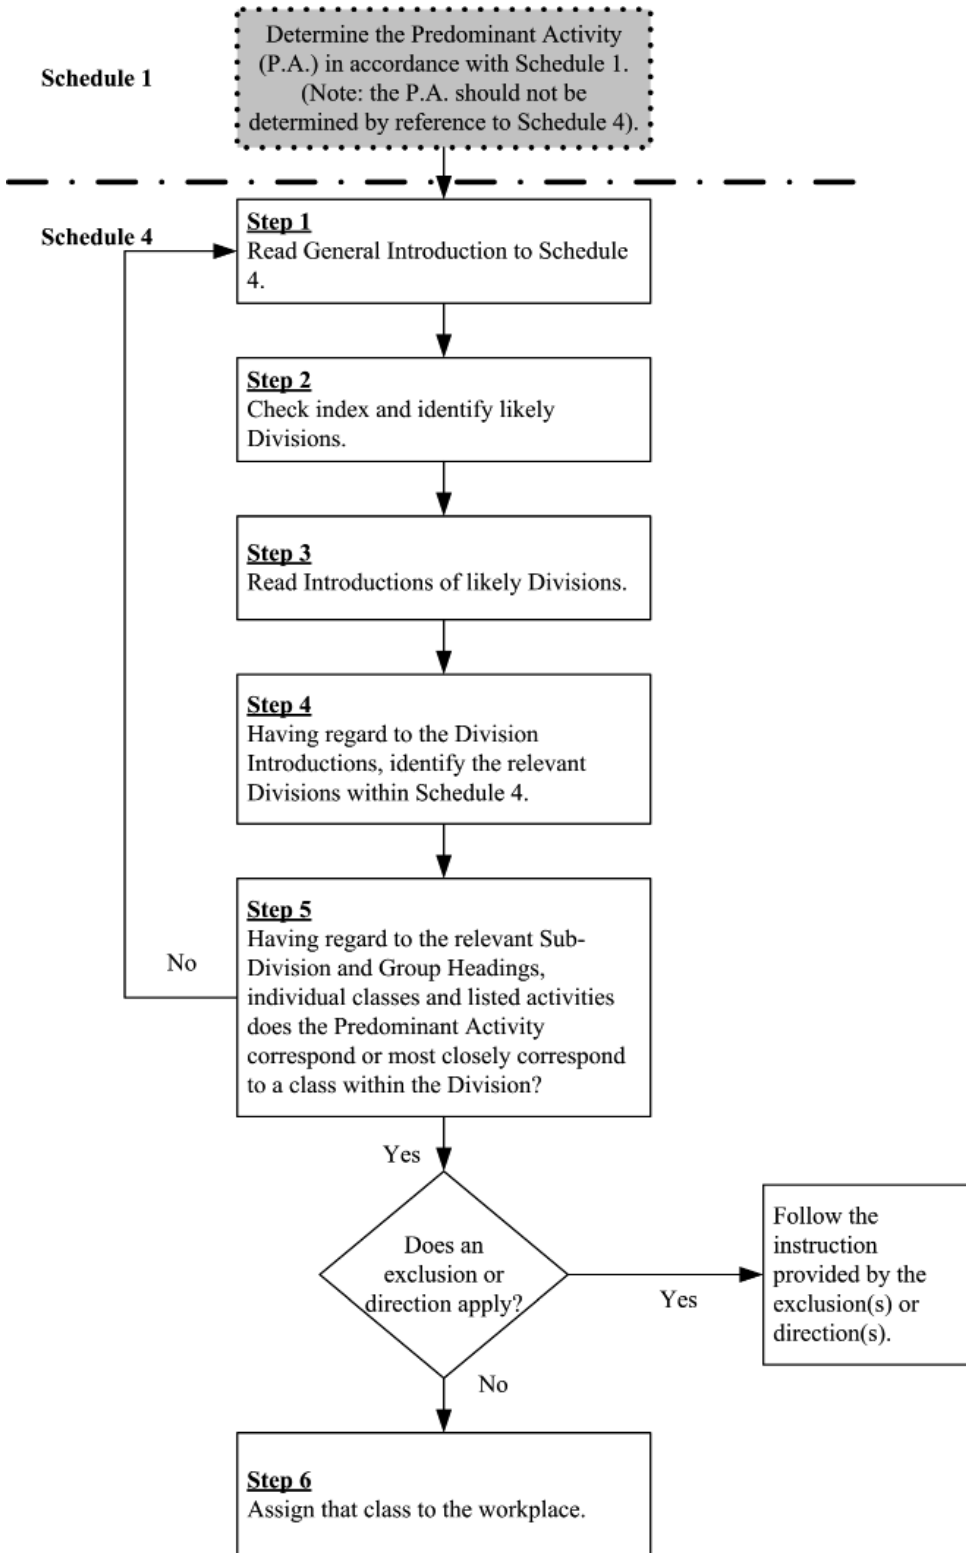 Schedule 1
Determine the Predominant Activity
(P.A.) in accordance with Schedule 1.
(Note: the P.A. should not be
determined by reference to Schedule 4).
Schedule 4
Step 1
Read General Introduction to Schedule
4.
Step 2
Check index and identify likely
Divisions.
Step 3
Read Introductions of likely Divisions.
Step 4
Having regard to the Division
Introductions, identify the relevant
Divisions within Schedule 4.
Step 5
Having regard to the relevant Sub-
Division and Group Headings,
individual classes and listed activities
does the Predominant Activity
correspond or most closely correspond
to a class within the Division?
No
Yes
Does an
exclusion or
direction apply?
Yes
Follow the
instruction
provided by the
exclusion(s) or
direction(s).
No
Step 6
Assign that class to the workplace.